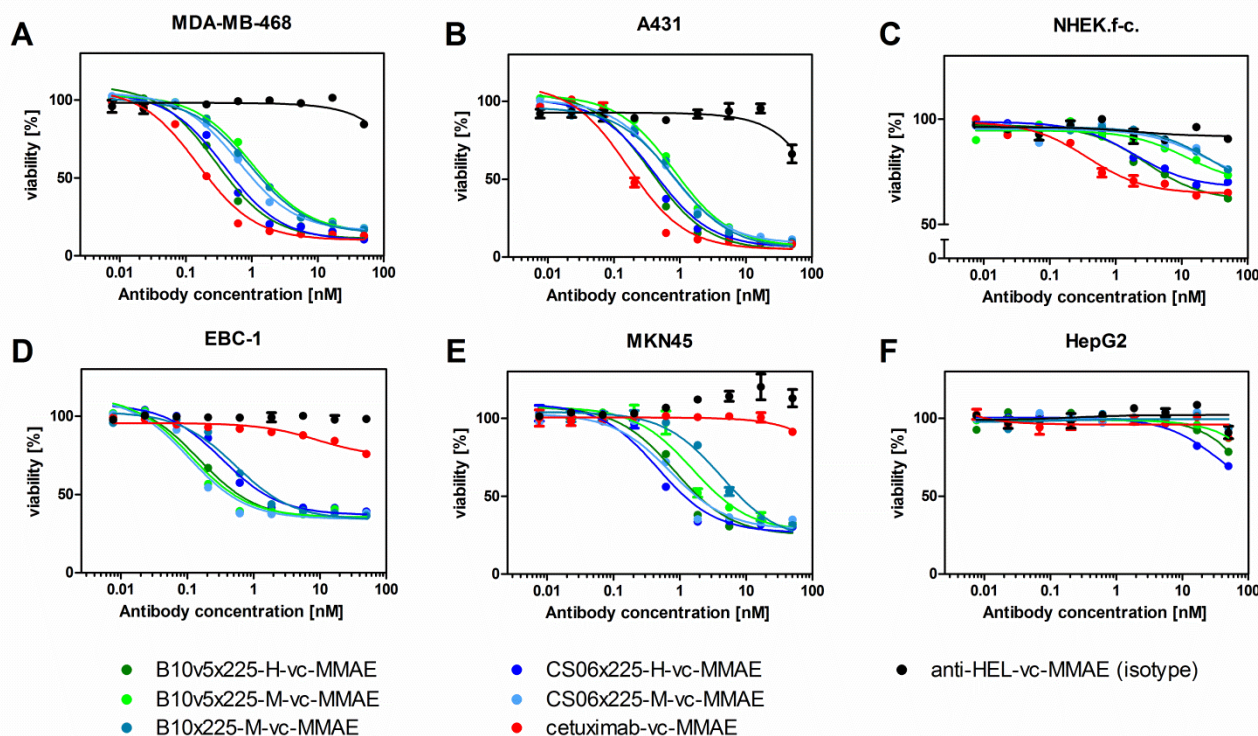 A
MDA-MB-468
viability [%]
100
50
0
0.01 0.1 1 10 100
Antibody concentration [nM]
B
A431
viability [%]
100
50
0
0.01 0.1 1 10 100
Antibody concentration [nM]
C
NHEK.f-c.
viability [%]
100
50
0
0.01 0.1 1 10 100
Antibody concentration [nM]
D
EBC-1
viability [%]
100
50
0
0.01 0.1 1 10 100
Antibody concentration [nM]
E
MKN45
viability [%]
100
50
0
0.01 0.1 1 10 100
Antibody concentration [nM]
F
HepG2
viability [%]
100
50
0
0.01 0.1 1 10 100
Antibody concentration [nM]
B10v5x225-H-vc-MMAE
B10v5x225-M-vc-MMAE
B10x225-M-vc-MMAE
CS06x225-H-vc-MMAE
CS06x225-M-vc-MMAE
cetuximab-vc-MMAE
anti-HEL-vc-MMAE (isotype)